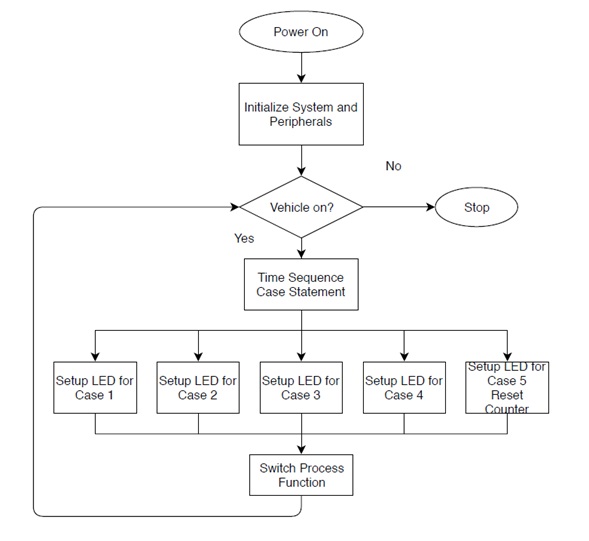 Power On
Initialize System and
Peripherals
No
Vehicle on?
Stop
Yes
Time Sequence
Case Statement
Setup LED for
Case 1
Setup LED for
Case 2
Setup LED for
Case 3
Setup LED for
Case 4
Setup LED for
Case 5
Reset
Counter
Switch Process
Function